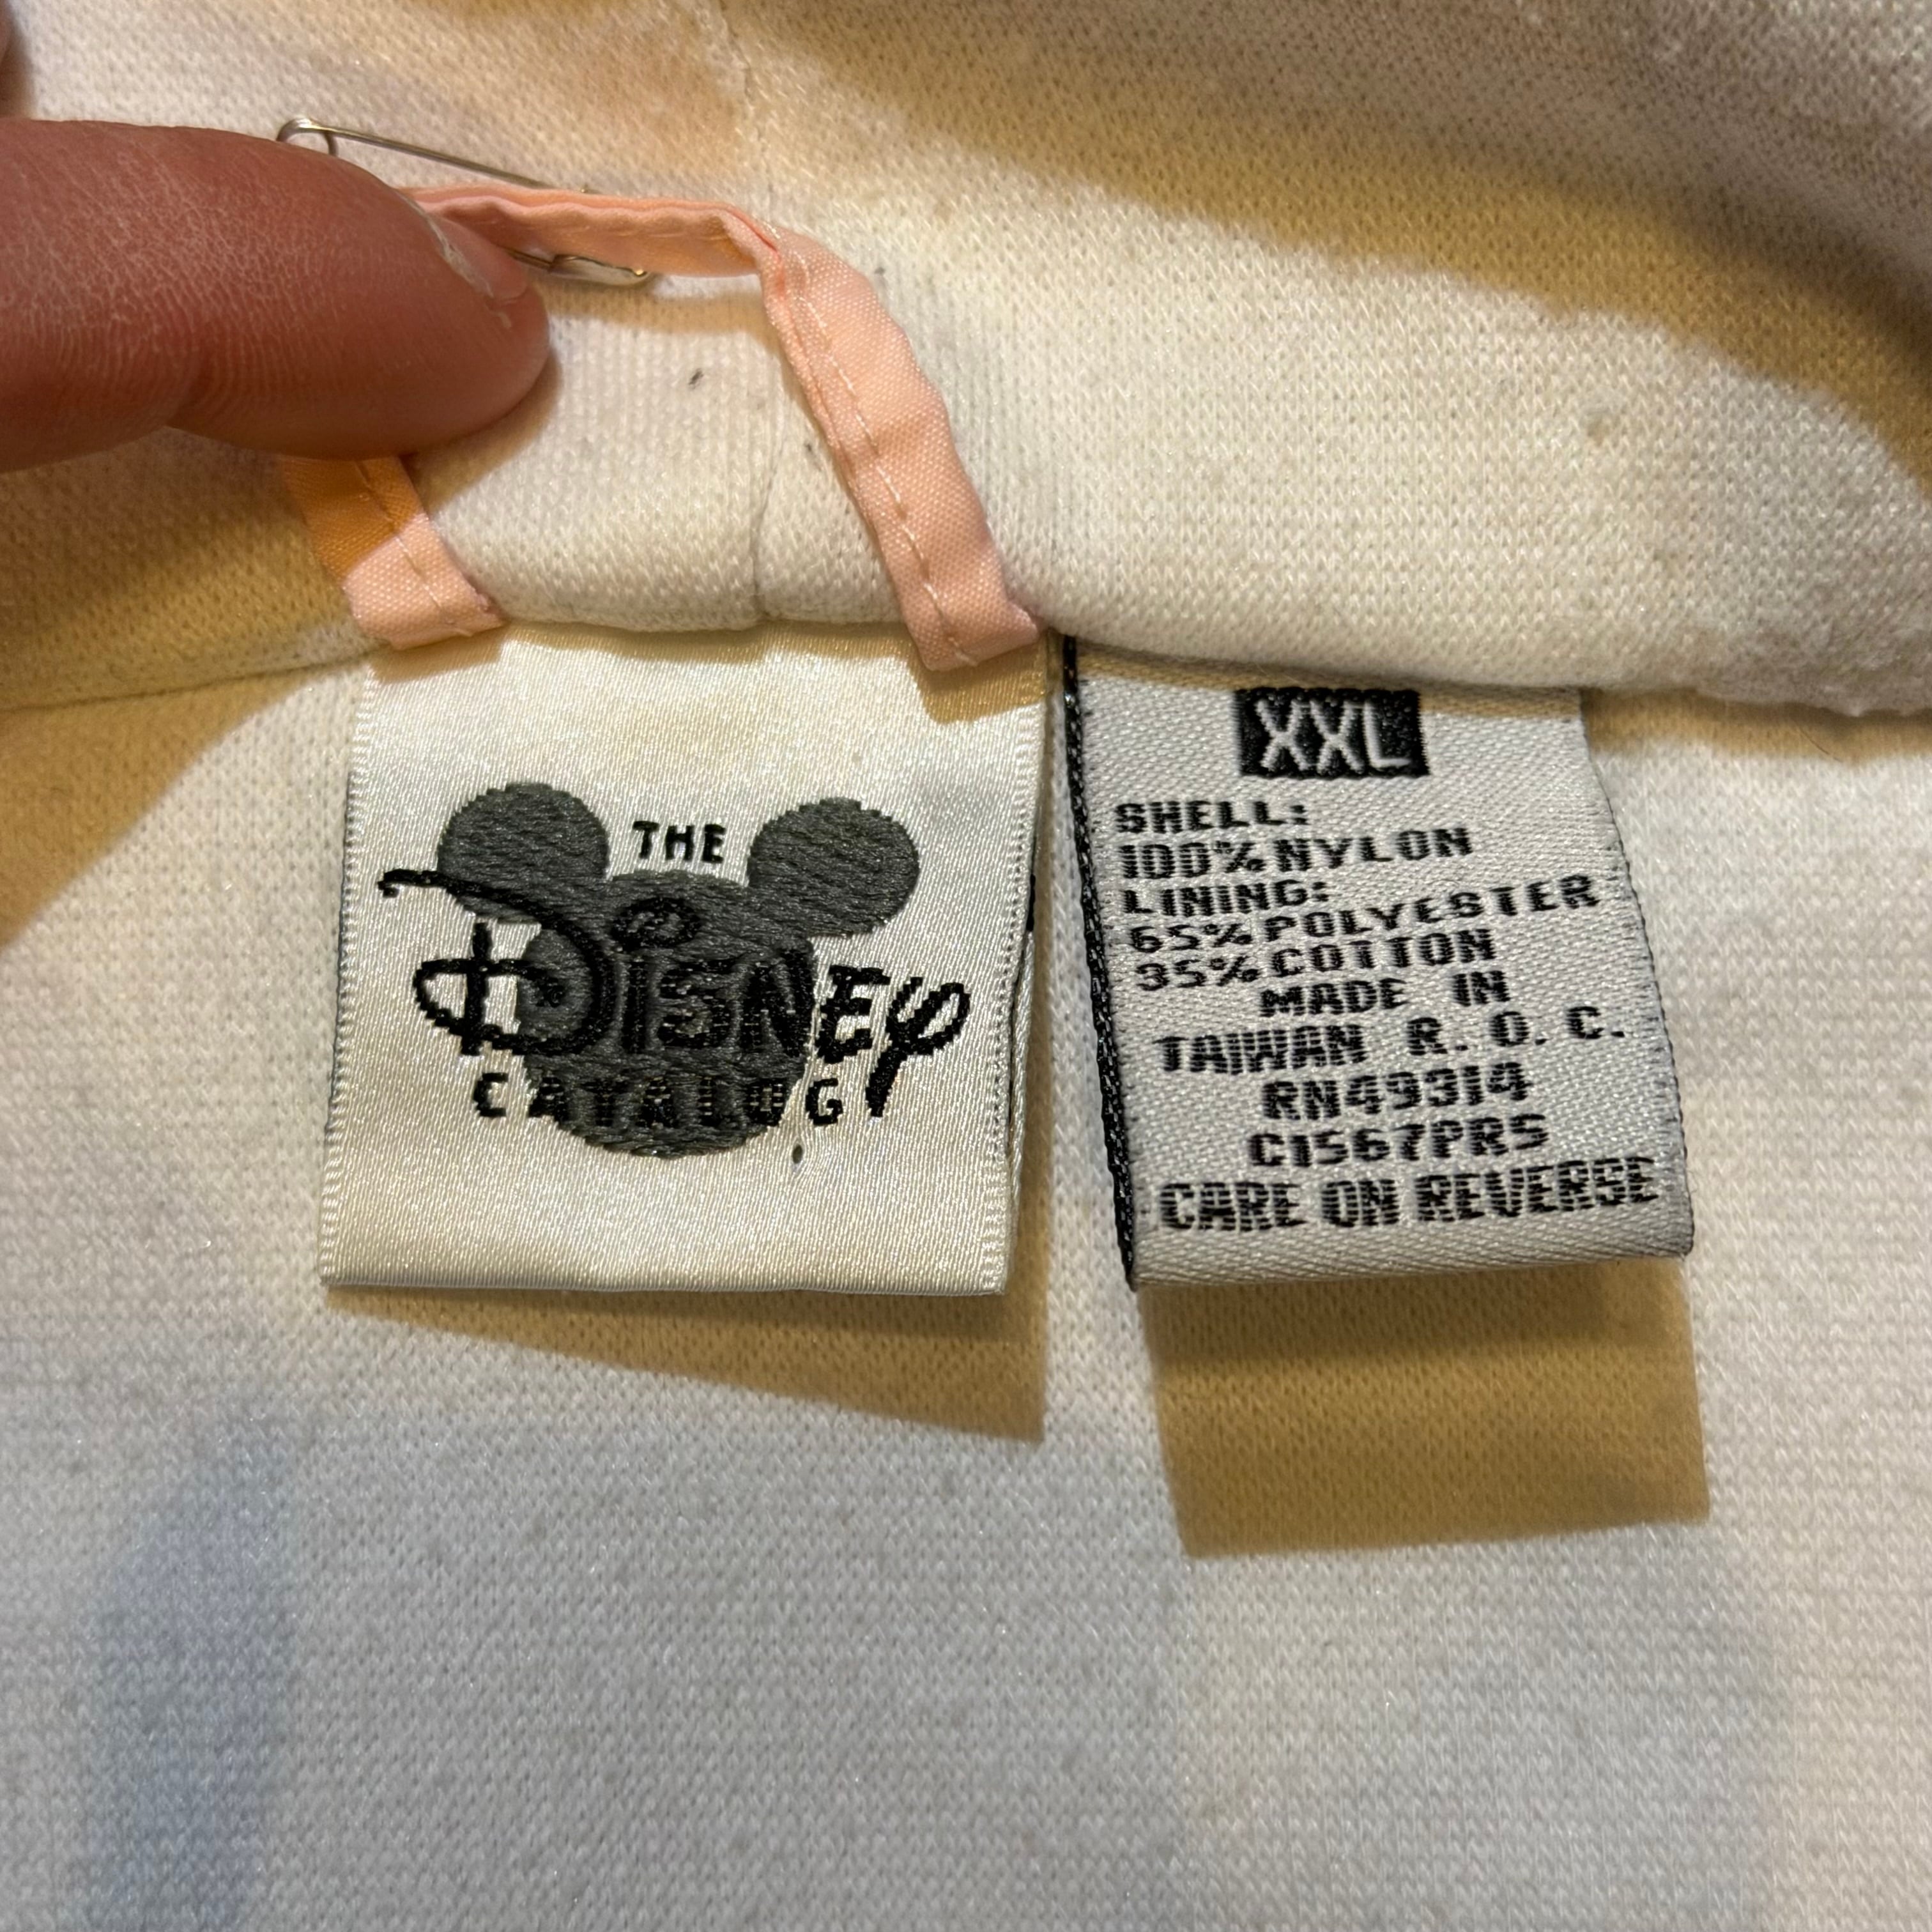 THE
Disney
CATALOG
XXL
SHELL:
100% NYLON
LINING:
65% POLYESTER
35% COTTON
MADE IN
TAIWAN R. O. C.
RN49314
C1567PRS
CARE ON REVERSE